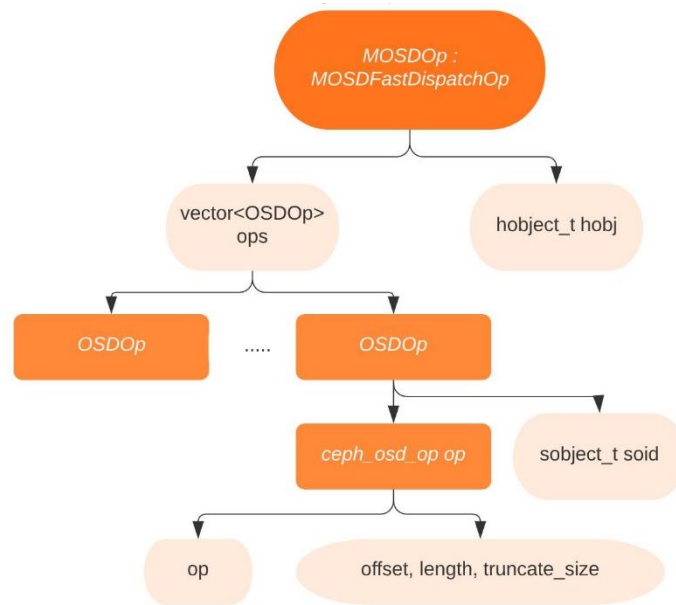 MOSDOp :
MOSDFastDispatchOp
vector<OSDOp>
ops
hobject_t hobj
OSDOp
.....
OSDOp
ceph_osd_op op
sobject_t soid
op
offset, length, truncate_size